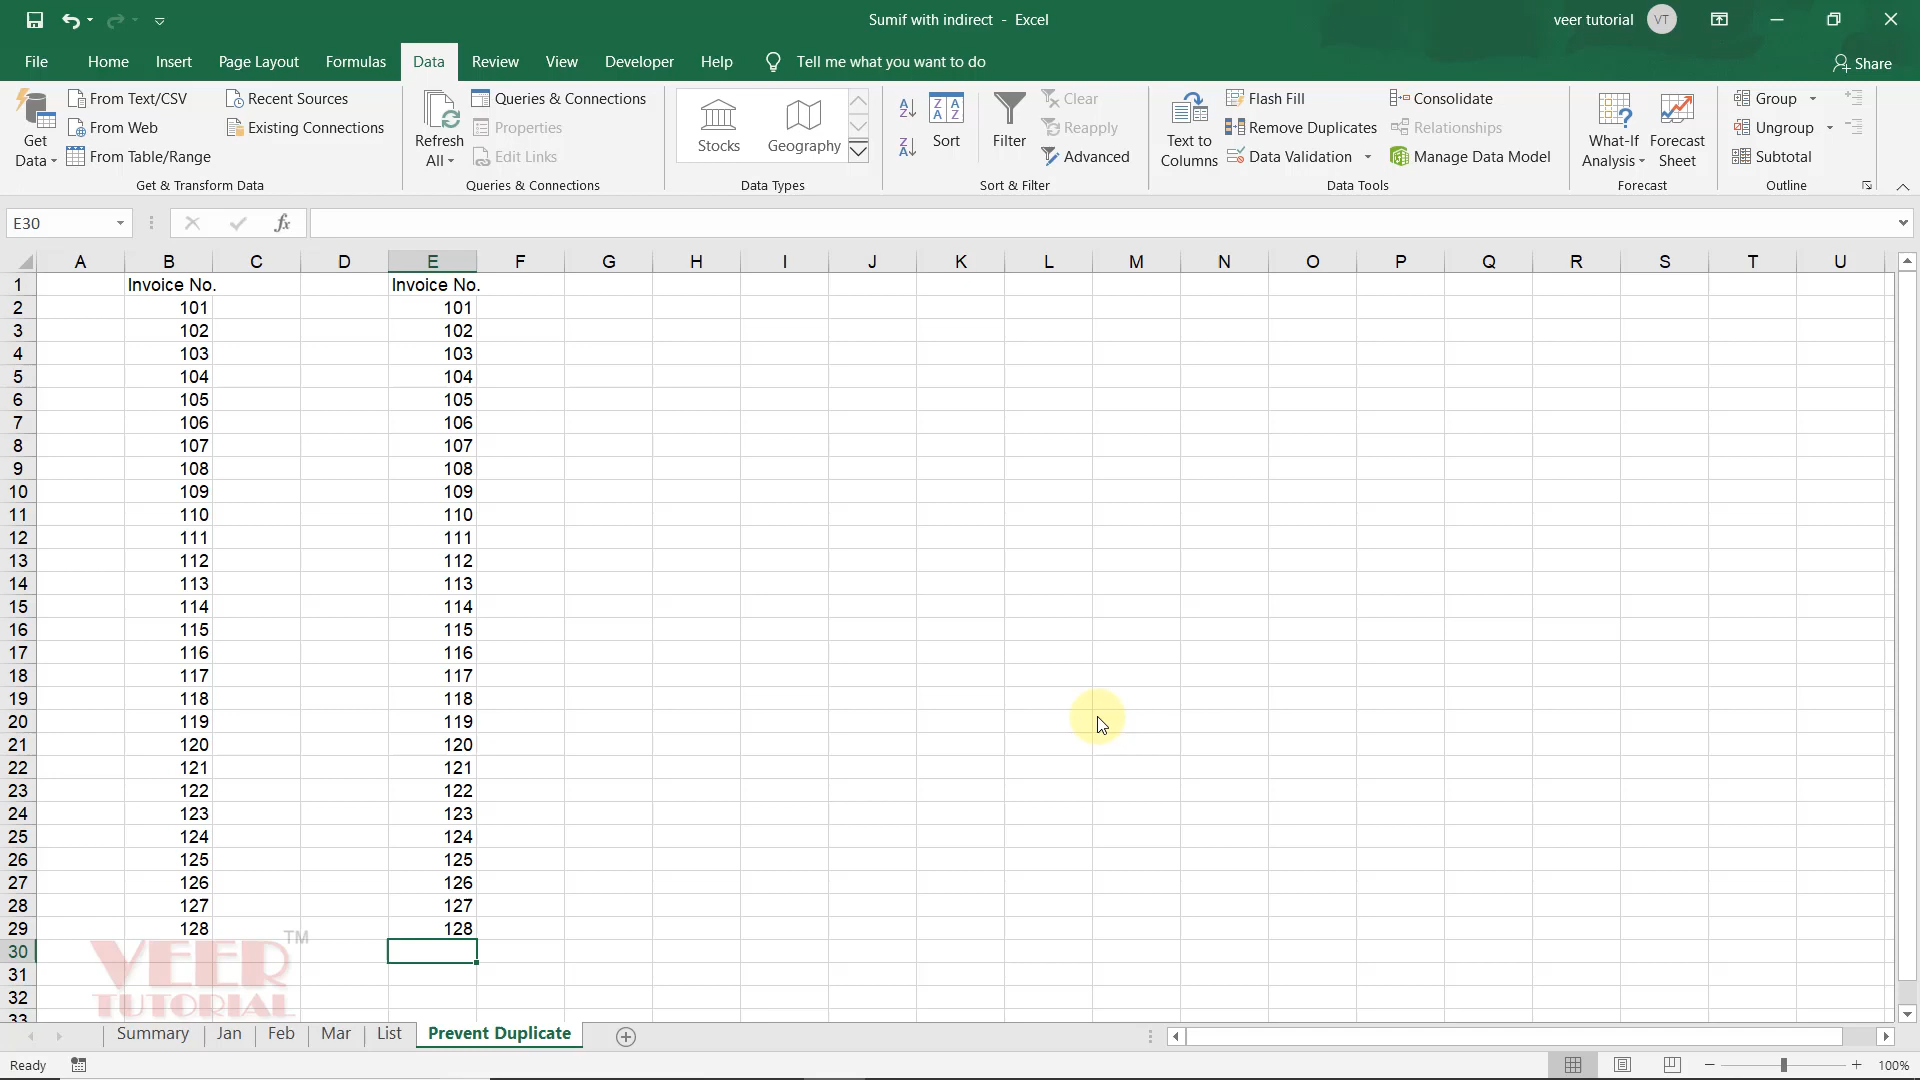 Sumif with indirect - Excel
veer tutorial VT
File Home Insert Page Layout Formulas Data Review View Developer Help Tell me what you want to do Share
Get Data
From Text/CSV
From Web
From Table/Range
Recent Sources
Existing Connections
Get & Transform Data
Refresh All
Queries & Connections
Properties
Edit Links
Queries & Connections
Stocks
Geography
Data Types
Sort
Filter
Clear
Reapply
Advanced
Sort & Filter
Text to Columns
Flash Fill
Remove Duplicates
Data Validation
Consolidate
Relationships
Manage Data Model
Data Tools
What-If Analysis
Forecast Sheet
Forecast
Group
Ungroup
Subtotal
Outline
E30 fx
A B C D E F G H I J K L M N O P Q R S T U
1 Invoice No. Invoice No.
2 101 101
3 102 102
4 103 103
5 104 104
6 105 105
7 106 106
8 107 107
9 108 108
10 109 109
11 110 110
12 111 111
13 112 112
14 113 113
15 114 114
16 115 115
17 116 116
18 117 117
19 118 118
20 119 119
21 120 120
22 121 121
23 122 122
24 123 123
25 124 124
26 125 125
27 126 126
28 127 127
29 128 128
30
31
32
33
VEER TM
TUTORIAL
Summary Jan Feb Mar List Prevent Duplicate
Ready 100%